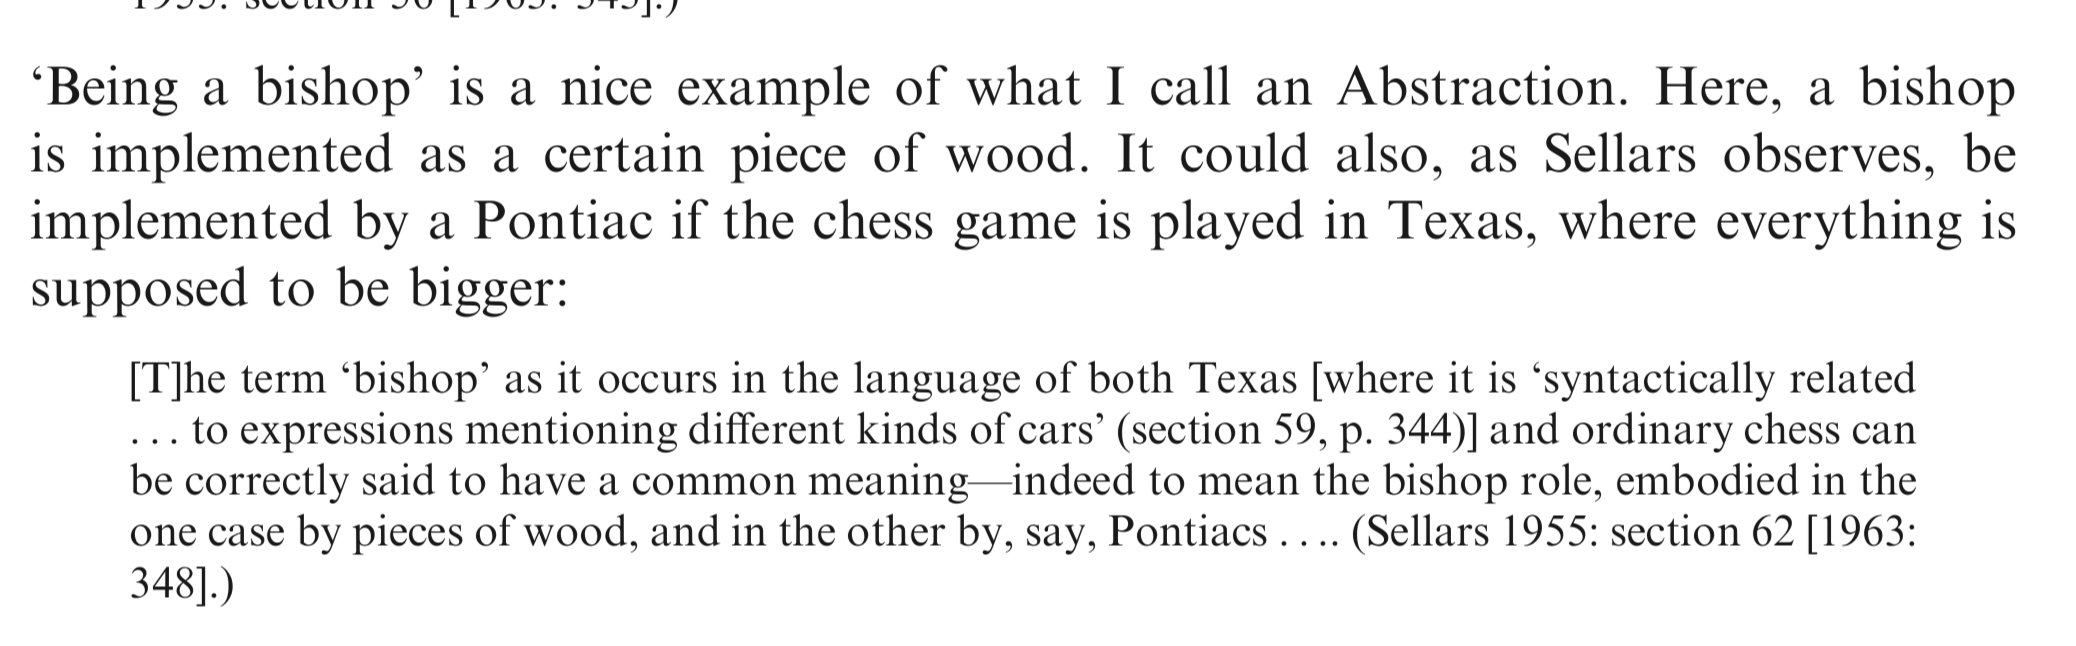 1955: section 56 [1963: 343].)
‘Being a bishop’ is a nice example of what I call an Abstraction. Here, a bishop
is implemented as a certain piece of wood. It could also, as Sellars observes, be
implemented by a Pontiac if the chess game is played in Texas, where everything is
supposed to be bigger:
[T]he term ‘bishop’ as it occurs in the language of both Texas [where it is ‘syntactically related
... to expressions mentioning different kinds of cars’ (section 59, p. 344)] and ordinary chess can
be correctly said to have a common meaning—indeed to mean the bishop role, embodied in the
one case by pieces of wood, and in the other by, say, Pontiacs .... (Sellars 1955: section 62 [1963:
348].)